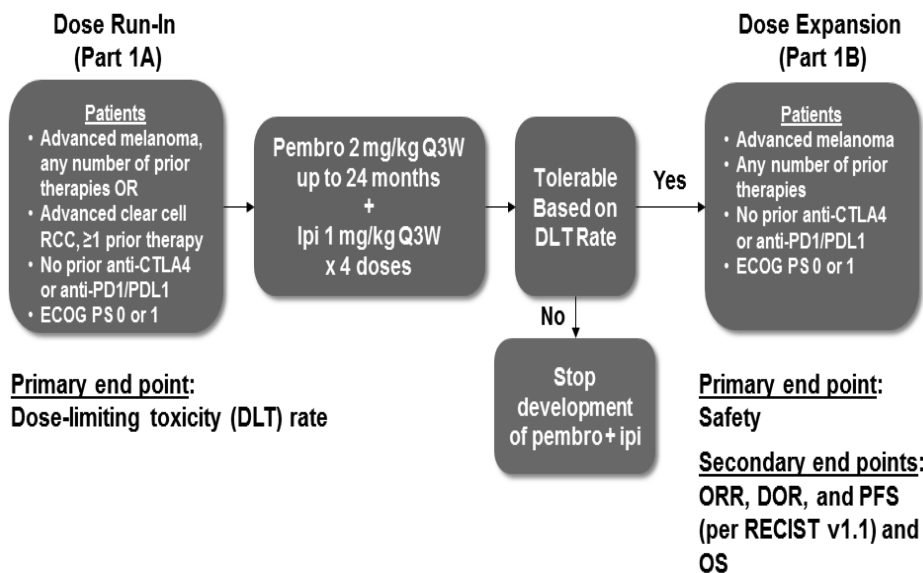 Dose Run-In
(Part 1A)
Patients
• Advanced melanoma,
any number of prior
therapies OR
• Advanced clear cell
RCC, ≥1 prior therapy
• No prior anti-CTLA4
or anti-PD1/PDL1
• ECOG PS 0 or 1
Primary end point:
Dose-limiting toxicity (DLT) rate
Pembro 2 mg/kg Q3W
up to 24 months
+
Ipi 1 mg/kg Q3W
x 4 doses
Tolerable
Based on
DLT Rate
Yes
No
Stop
development
of pembro + ipi
Dose Expansion
(Part 1B)
Patients
• Advanced melanoma
• Any number of prior
therapies
• No prior anti-CTLA4
or anti-PD1/PDL1
• ECOG PS 0 or 1
Primary end point:
Safety
Secondary end points:
ORR, DOR, and PFS
(per RECIST v1.1) and
OS